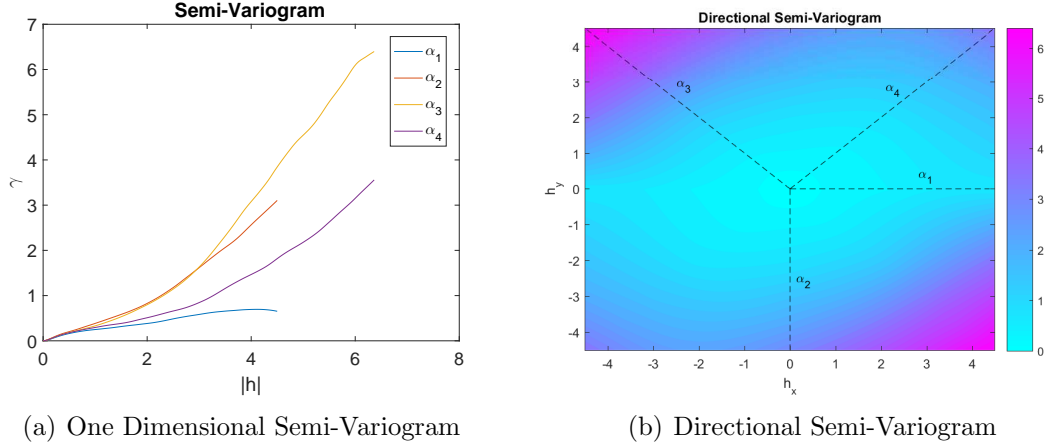 Semi-Variogram
γ
7
6
5
4
3
2
1
0
0 2 4 6 8
|h|
α1
α2
α3
α4
(a) One Dimensional Semi-Variogram
Directional Semi-Variogram
h_y
4
3
2
1
0
-1
-2
-3
-4
-4 -3 -2 -1 0 1 2 3 4
h_x
α3
α4
α1
α2
6
5
4
3
2
1
0
(b) Directional Semi-Variogram